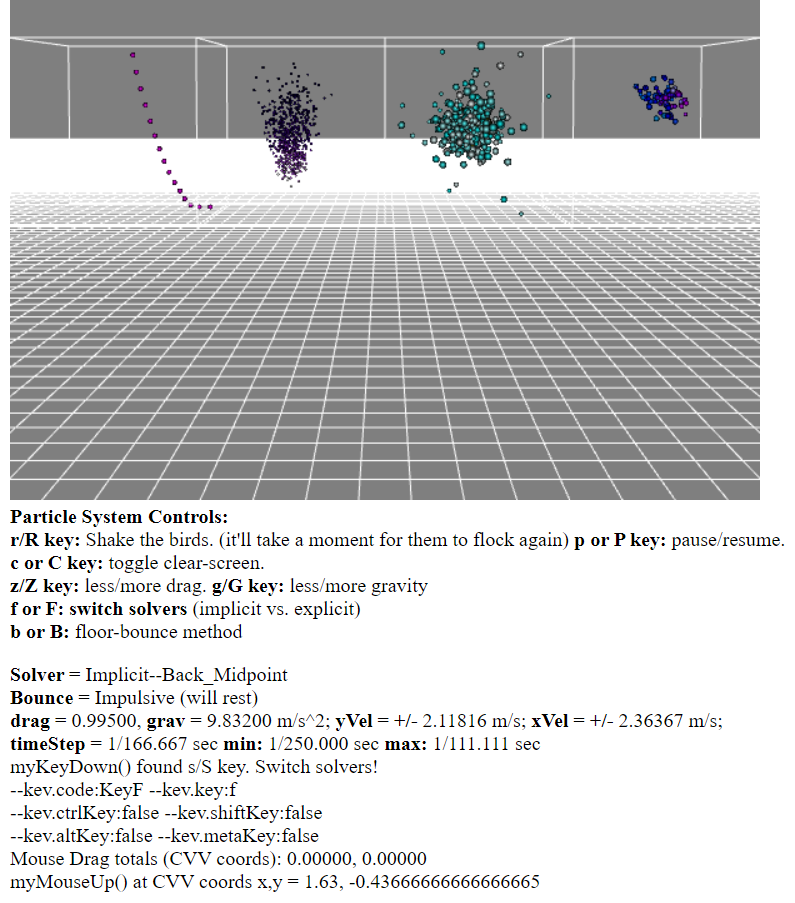 Particle System Controls:
r/R key: Shake the birds. (it'll take a moment for them to flock again) p or P key: pause/resume.
c or C key: toggle clear-screen.
z/Z key: less/more drag. g/G key: less/more gravity
f or F: switch solvers (implicit vs. explicit)
b or B: floor-bounce method
Solver = Implicit--Back_Midpoint
Bounce = Impulsive (will rest)
drag = 0.99500, grav = 9.83200 m/s^2; yVel = +/- 2.11816 m/s; xVel = +/- 2.36367 m/s;
timeStep = 1/166.667 sec min: 1/250.000 sec max: 1/111.111 sec
myKeyDown() found s/S key. Switch solvers!
--kev.code:KeyF --kev.key:f
--kev.ctrlKey:false --kev.shiftKey:false
--kev.altKey:false --kev.metaKey:false
Mouse Drag totals (CVV coords): 0.00000, 0.00000
myMouseUp() at CVV coords x,y = 1.63, -0.43666666666666665